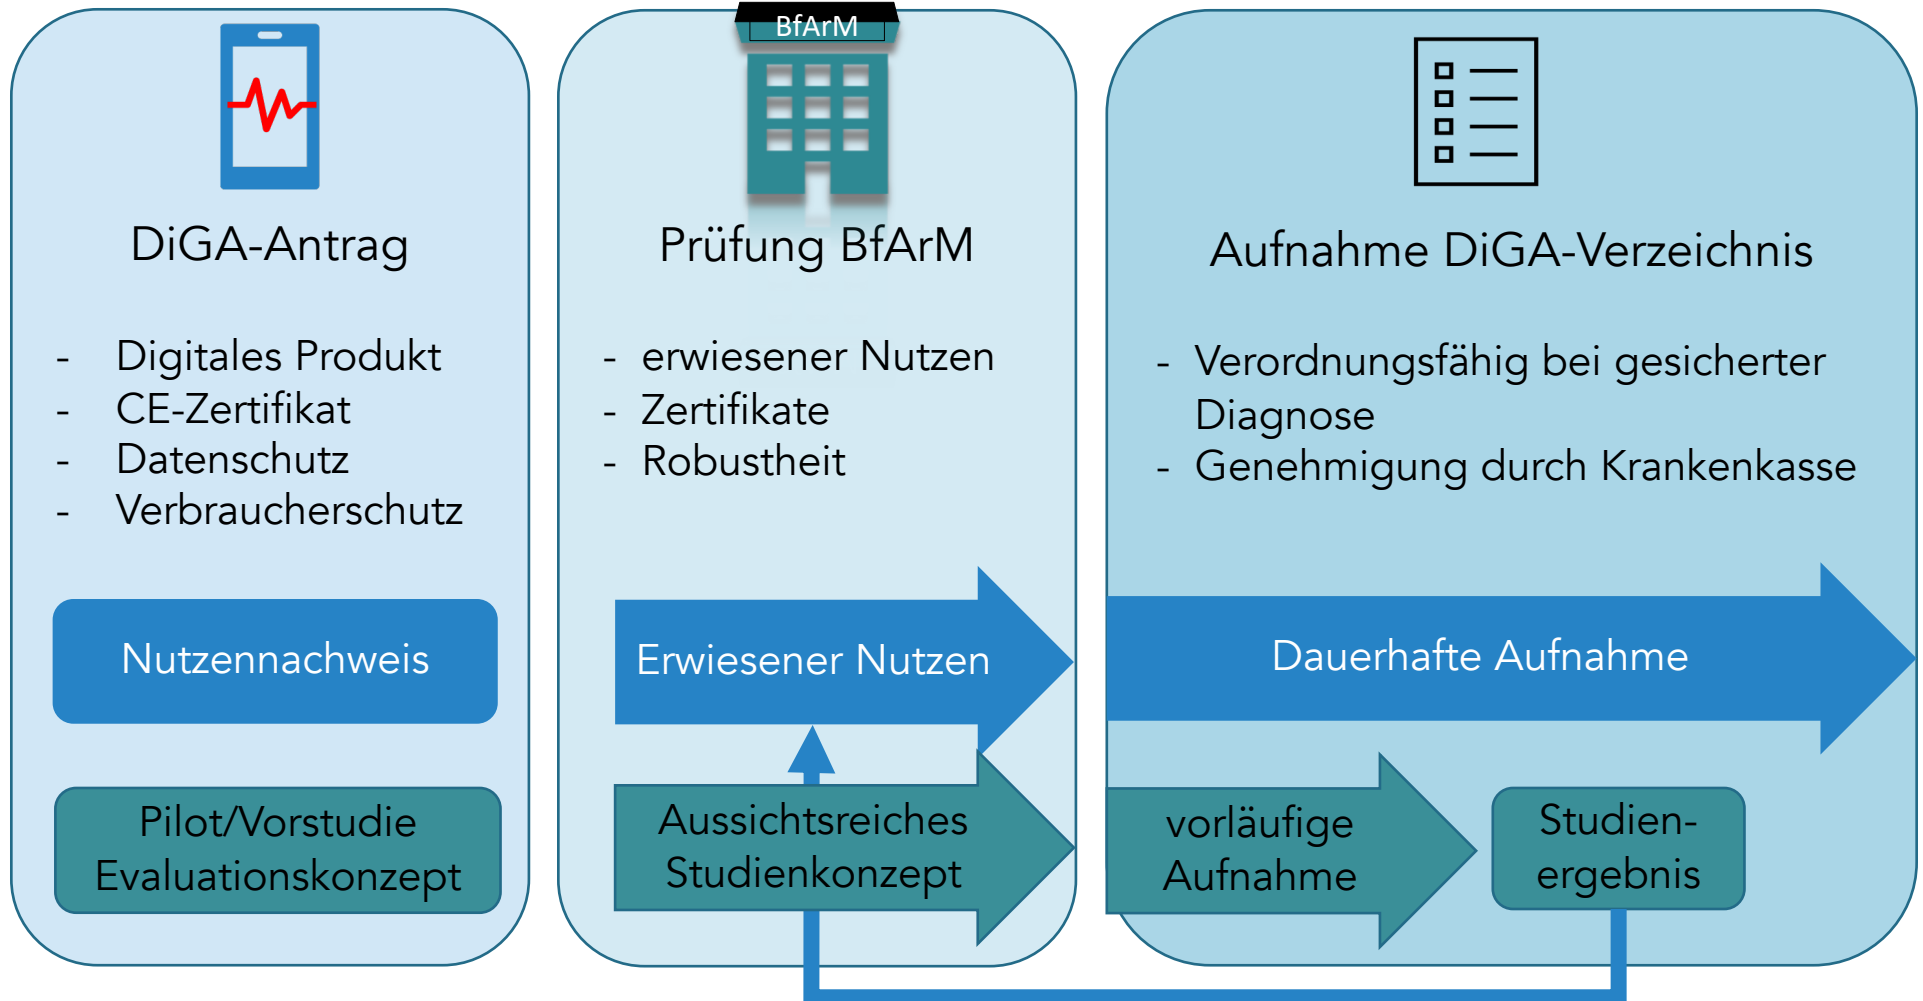 DiGA-Antrag
- Digitales Produkt
- CE-Zertifikat
- Datenschutz
- Verbraucherschutz
Nutzennachweis
Pilot/Vorstudie
Evaluationskonzept
BfArM
Prüfung BfArM
- erwiesener Nutzen
- Zertifikate
- Robustheit
Erwiesener Nutzen
Aussichtsreiches
Studienkonzept
Aufnahme DiGA-Verzeichnis
- Verordnungsfähig bei gesicherter
Diagnose
- Genehmigung durch Krankenkasse
Dauerhafte Aufnahme
vorläufige
Aufnahme
Studien-
ergebnis